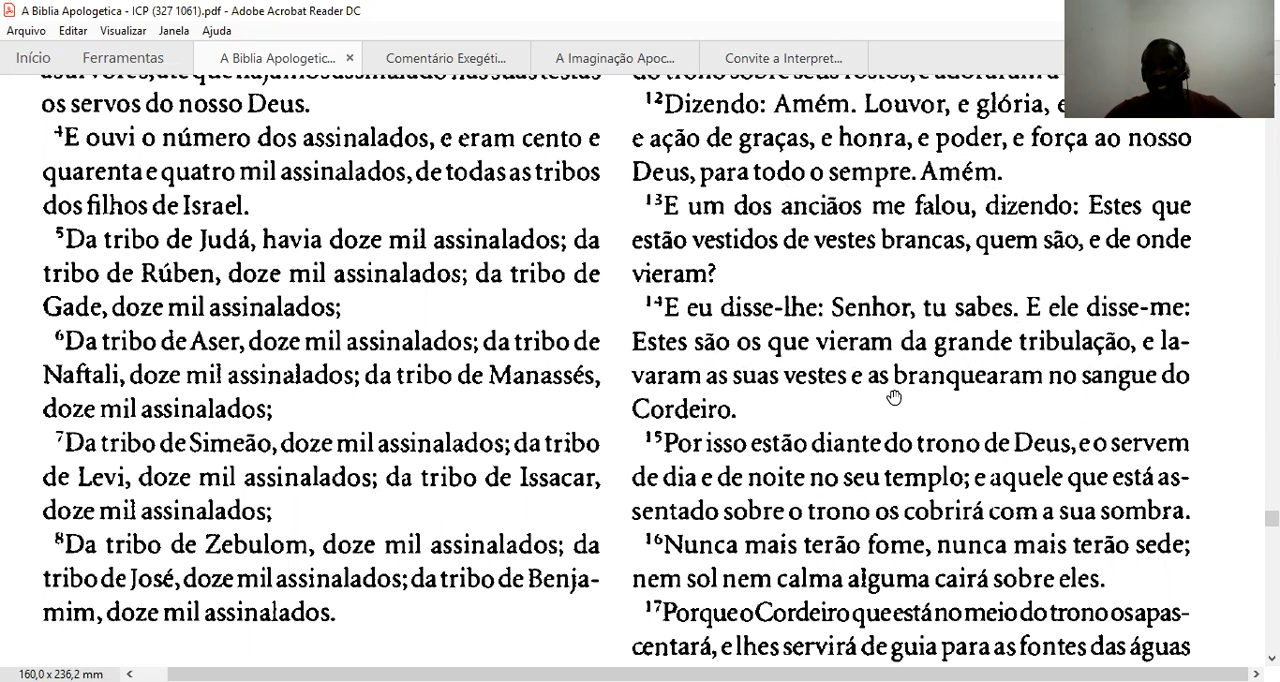 A Biblia Apologetica - ICP (327 1061).pdf - Adobe Acrobat Reader DC
Arquivo Editar Visualizar Janela Ajuda
Início Ferramentas A Biblia Apologetic... × Comentário Exegéti... A Imaginação Apoc... Convite a Interpret...
os servos do nosso Deus.
⁴E ouvi o número dos assinalados, e eram cento e
quarenta e quatro mil assinalados, de todas as tribos
dos filhos de Israel.
⁵Da tribo de Judá, havia doze mil assinalados; da
tribo de Rúben, doze mil assinalados; da tribo de
Gade, doze mil assinalados;
⁶Da tribo de Aser, doze mil assinalados; da tribo de
Naftali, doze mil assinalados; da tribo de Manassés,
doze mil assinalados;
⁷Da tribo de Simeão, doze mil assinalados; da tribo
de Levi, doze mil assinalados; da tribo de Issacar,
doze mil assinalados;
⁸Da tribo de Zebulom, doze mil assinalados; da
tribo de José, doze mil assinalados; da tribo de Benja-
mim, doze mil assinalados.
do trono sobre seus rostos, e adoraram a
¹²Dizendo: Amém. Louvor, e glória, e
e ação de graças, e honra, e poder, e força ao nosso
Deus, para todo o sempre. Amém.
¹³E um dos anciãos me falou, dizendo: Estes que
estão vestidos de vestes brancas, quem são, e de onde
vieram?
¹⁴E eu disse-lhe: Senhor, tu sabes. E ele disse-me:
Estes são os que vieram da grande tribulação, e la-
varam as suas vestes e as branquearam no sangue do
Cordeiro.
¹⁵Por isso estão diante do trono de Deus, e o servem
de dia e de noite no seu templo; e aquele que está as-
sentado sobre o trono os cobrirá com a sua sombra.
¹⁶Nunca mais terão fome, nunca mais terão sede;
nem sol nem calma alguma cairá sobre eles.
¹⁷Porque o Cordeiro que está no meio do trono os apas-
centará, e lhes servirá de guia para as fontes das águas
160,0 x 236,2 mm